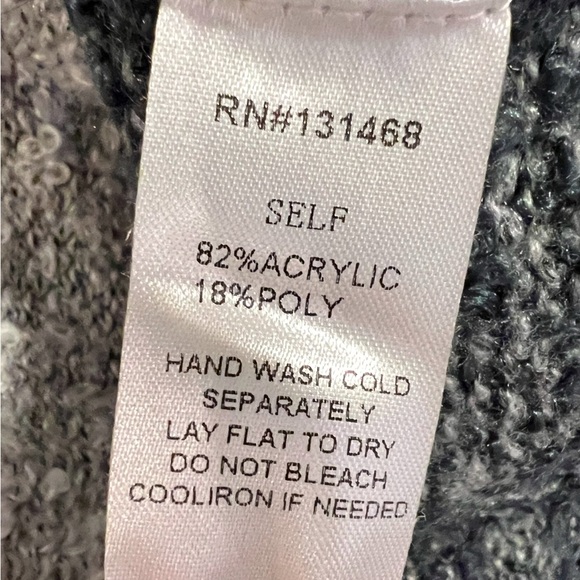 RN#131468
SELF
82%ACRYLIC
18%POLY
HAND WASH COLD
SEPARATELY
LAY FLAT TO DRY
DO NOT BLEACH
COOLIRON IF NEEDED